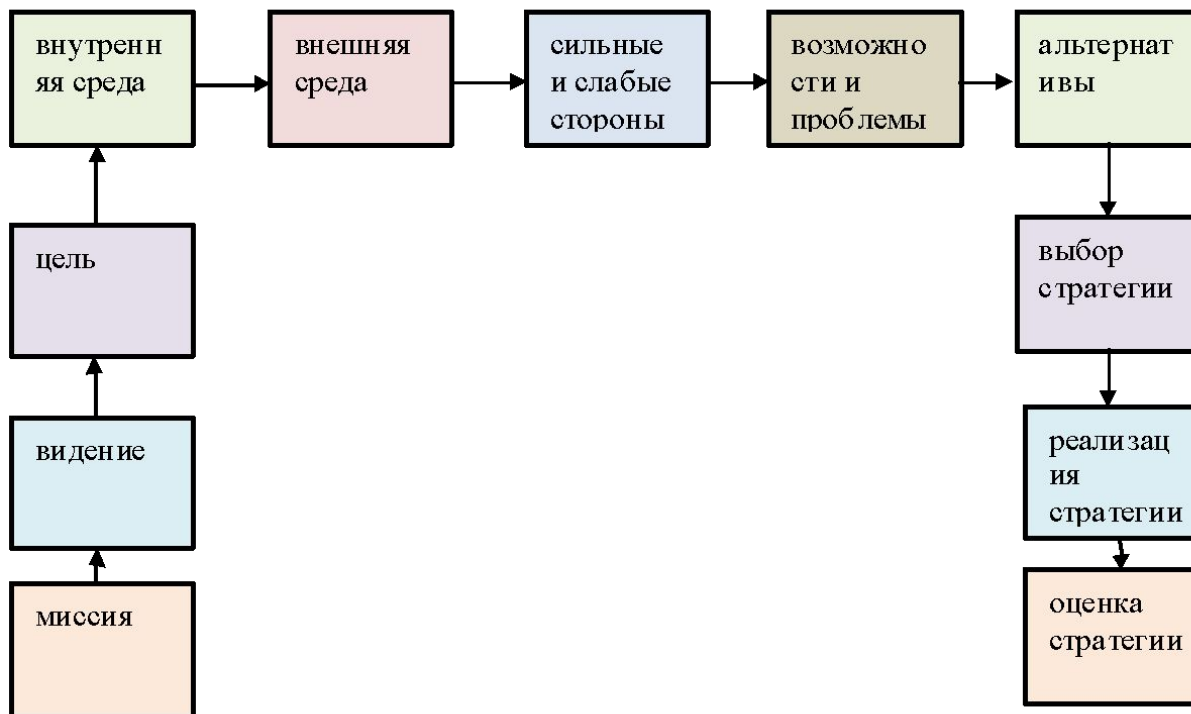 внутренн
яя среда
внешняя
среда
сильные
и слабые
стороны
возможно
сти и
проблемы
альтернат
ивы
цель
выбор
стратегии
видение
реализац
ия
стратегии
миссия
оценка
стратегии